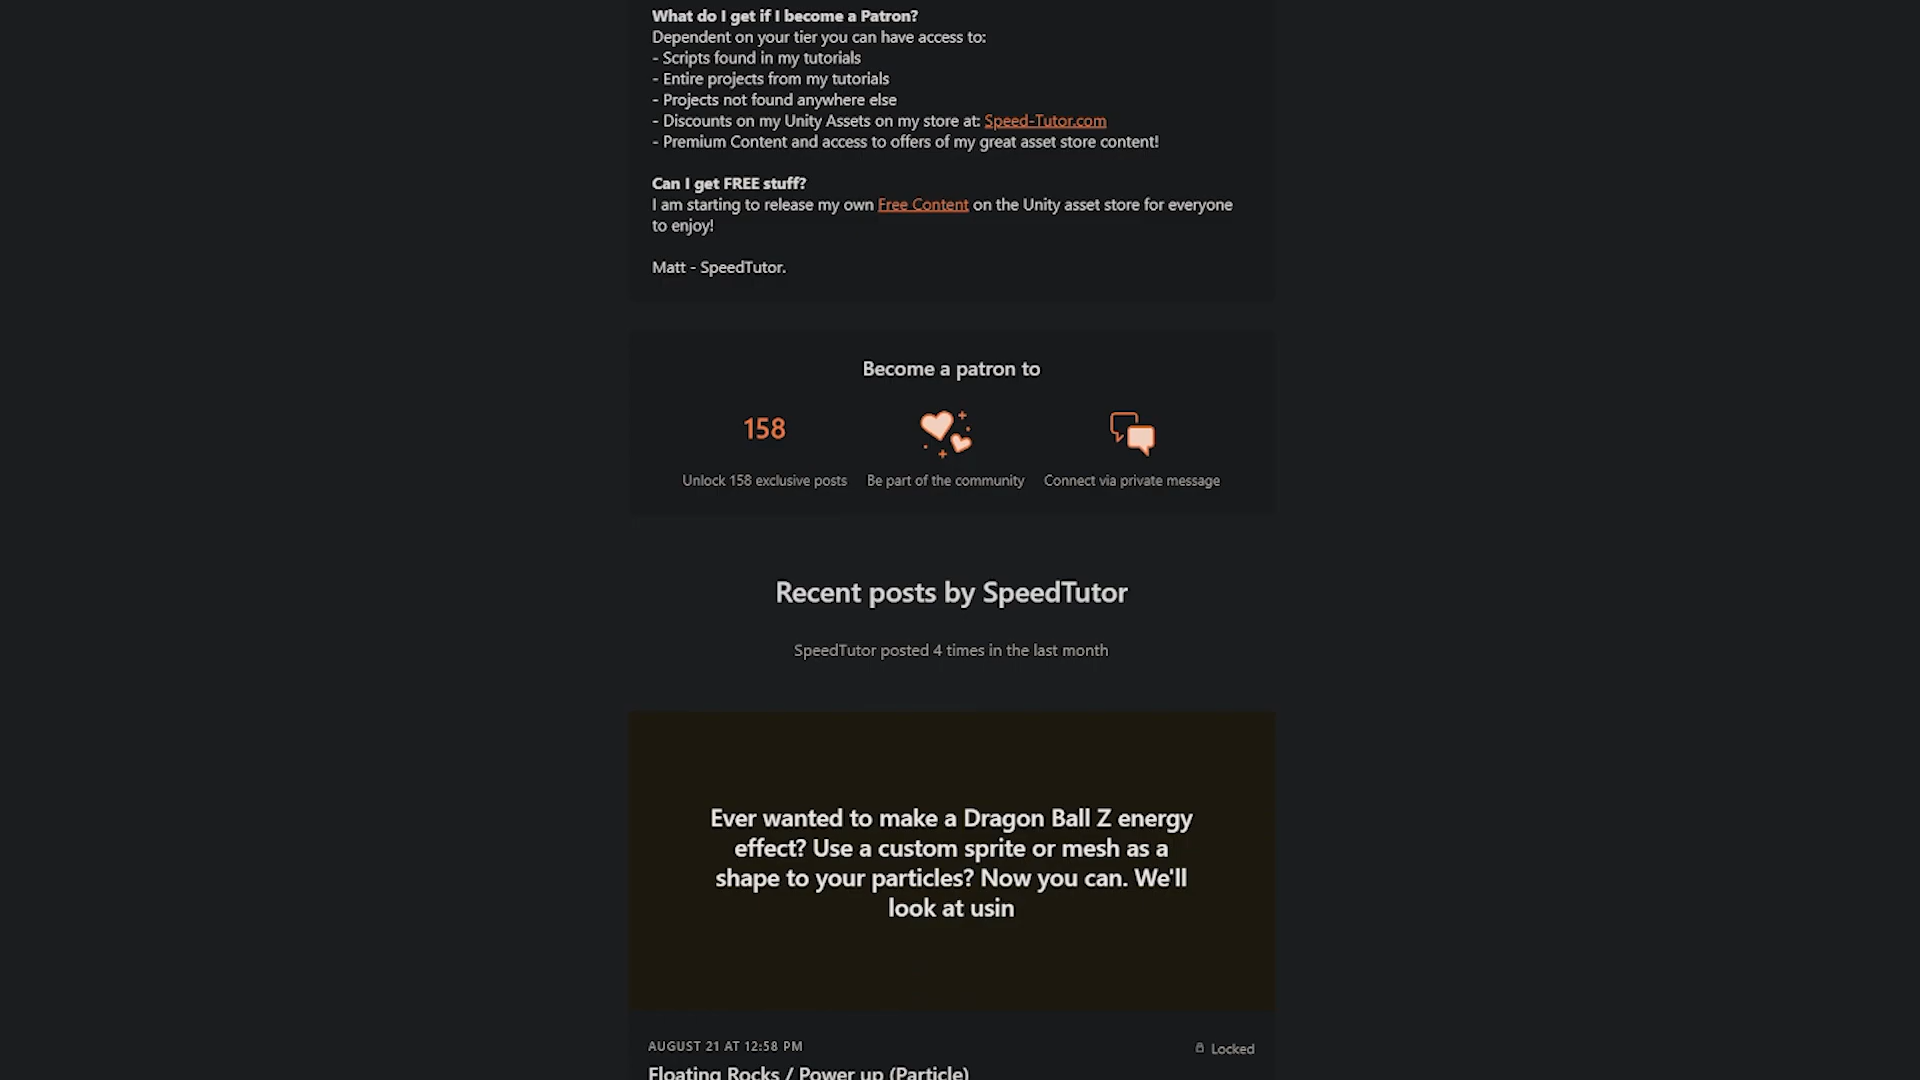 What do I get if I become a Patron?
Dependent on your tier you can have access to:
- Scripts found in my tutorials
- Entire projects from my tutorials
- Projects not found anywhere else
- Discounts on my Unity Assets on my store at: Speed-Tutor.com
- Premium Content and access to offers of my great asset store content!
Can I get FREE stuff?
I am starting to release my own Free Content on the Unity asset store for everyone
to enjoy!
Matt - SpeedTutor.
Become a patron to
158
Unlock 158 exclusive posts
Be part of the community
Connect via private message
Recent posts by SpeedTutor
SpeedTutor posted 4 times in the last month
Ever wanted to make a Dragon Ball Z energy
effect? Use a custom sprite or mesh as a
shape to your particles? Now you can. We'll
look at usin
AUGUST 21 AT 12:58 PM
Locked
Floating Rocks / Power up (Particle)